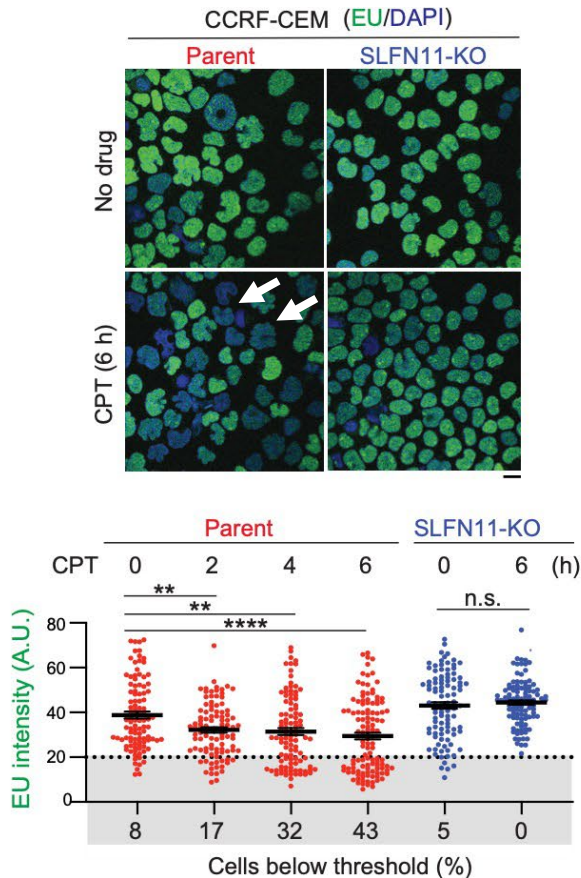 CCRF-CEM (EU/DAPI)
Parent SLFN11-KO
No drug
CPT (6 h)
Parent SLFN11-KO
CPT 0 2 4 6 0 6 (h)
** n.s.
**
****
EU intensity (A.U.)
80
60
40
20
0
8 17 32 43 5 0
Cells below threshold (%)